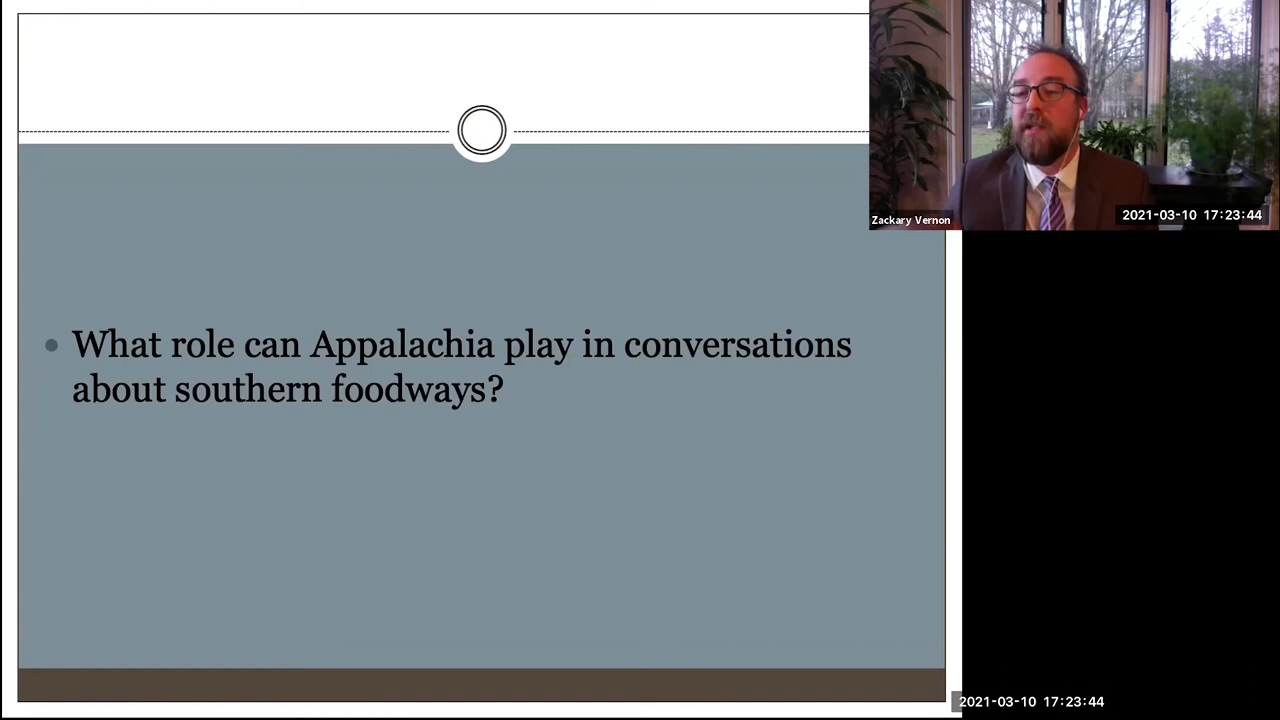 Zackary Vernon
2021-03-10 17:23:44
What role can Appalachia play in conversations
about southern foodways?
2021-03-10 17:23:44